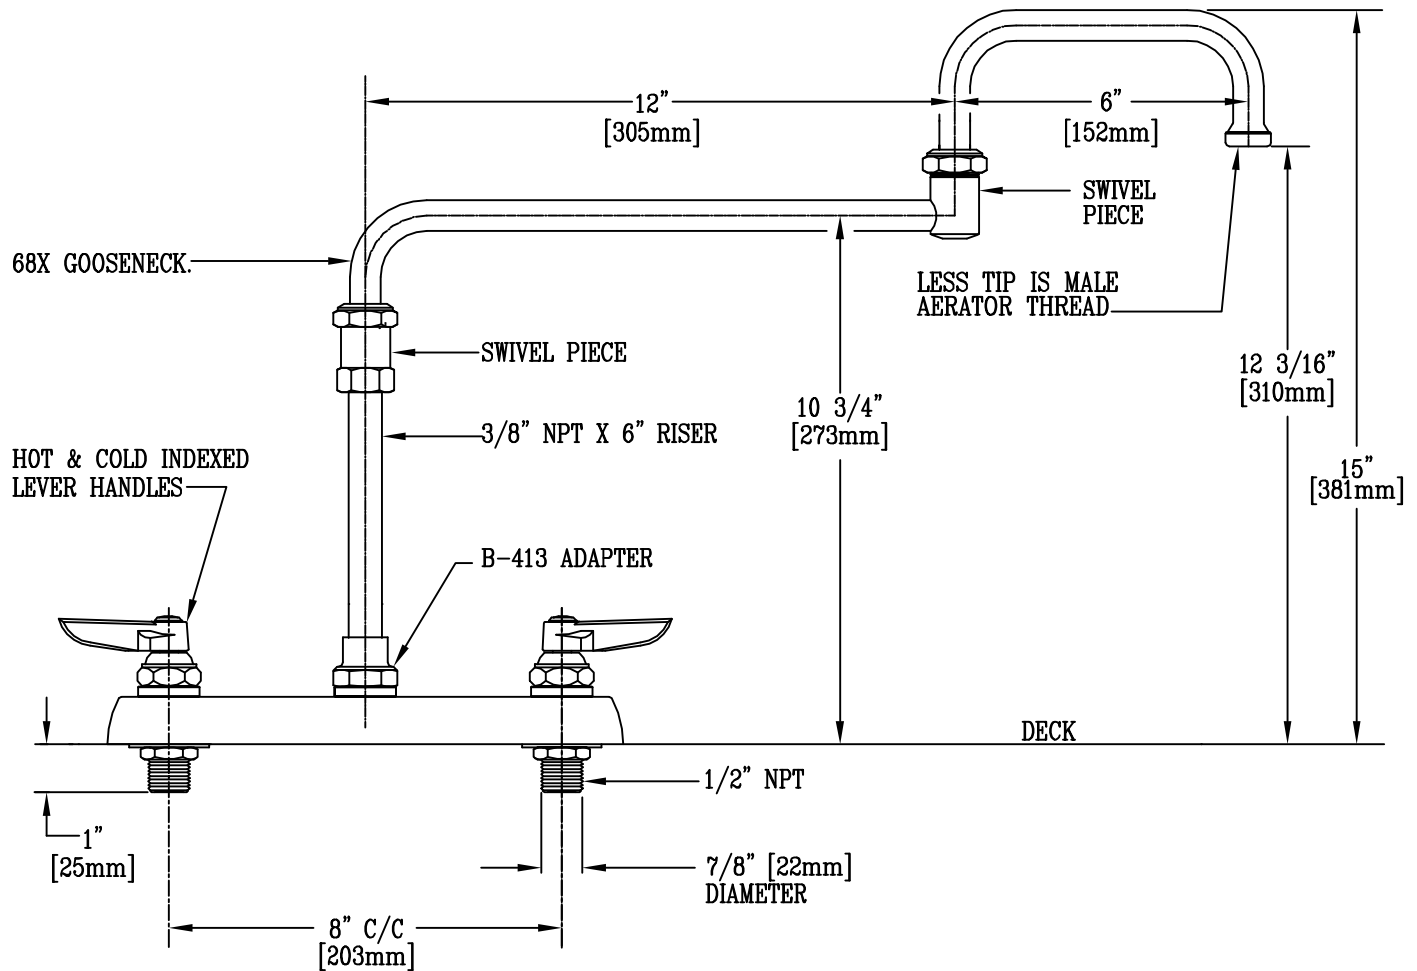 12”
[305mm]
6”
[152mm]
SWIVEL
PIECE
68X GOOSENECK.
LESS TIP IS MALE
AERATOR THREAD
SWIVEL PIECE
12 3/16”
[310mm]
10 3/4”
[273mm]
3/8” NPT X 6” RISER
HOT & COLD INDEXED
LEVER HANDLES
15”
[381mm]
B-413 ADAPTER
DECK
1/2” NPT
1”
[25mm]
7/8” [22mm]
DIAMETER
8” C/C
[203mm]